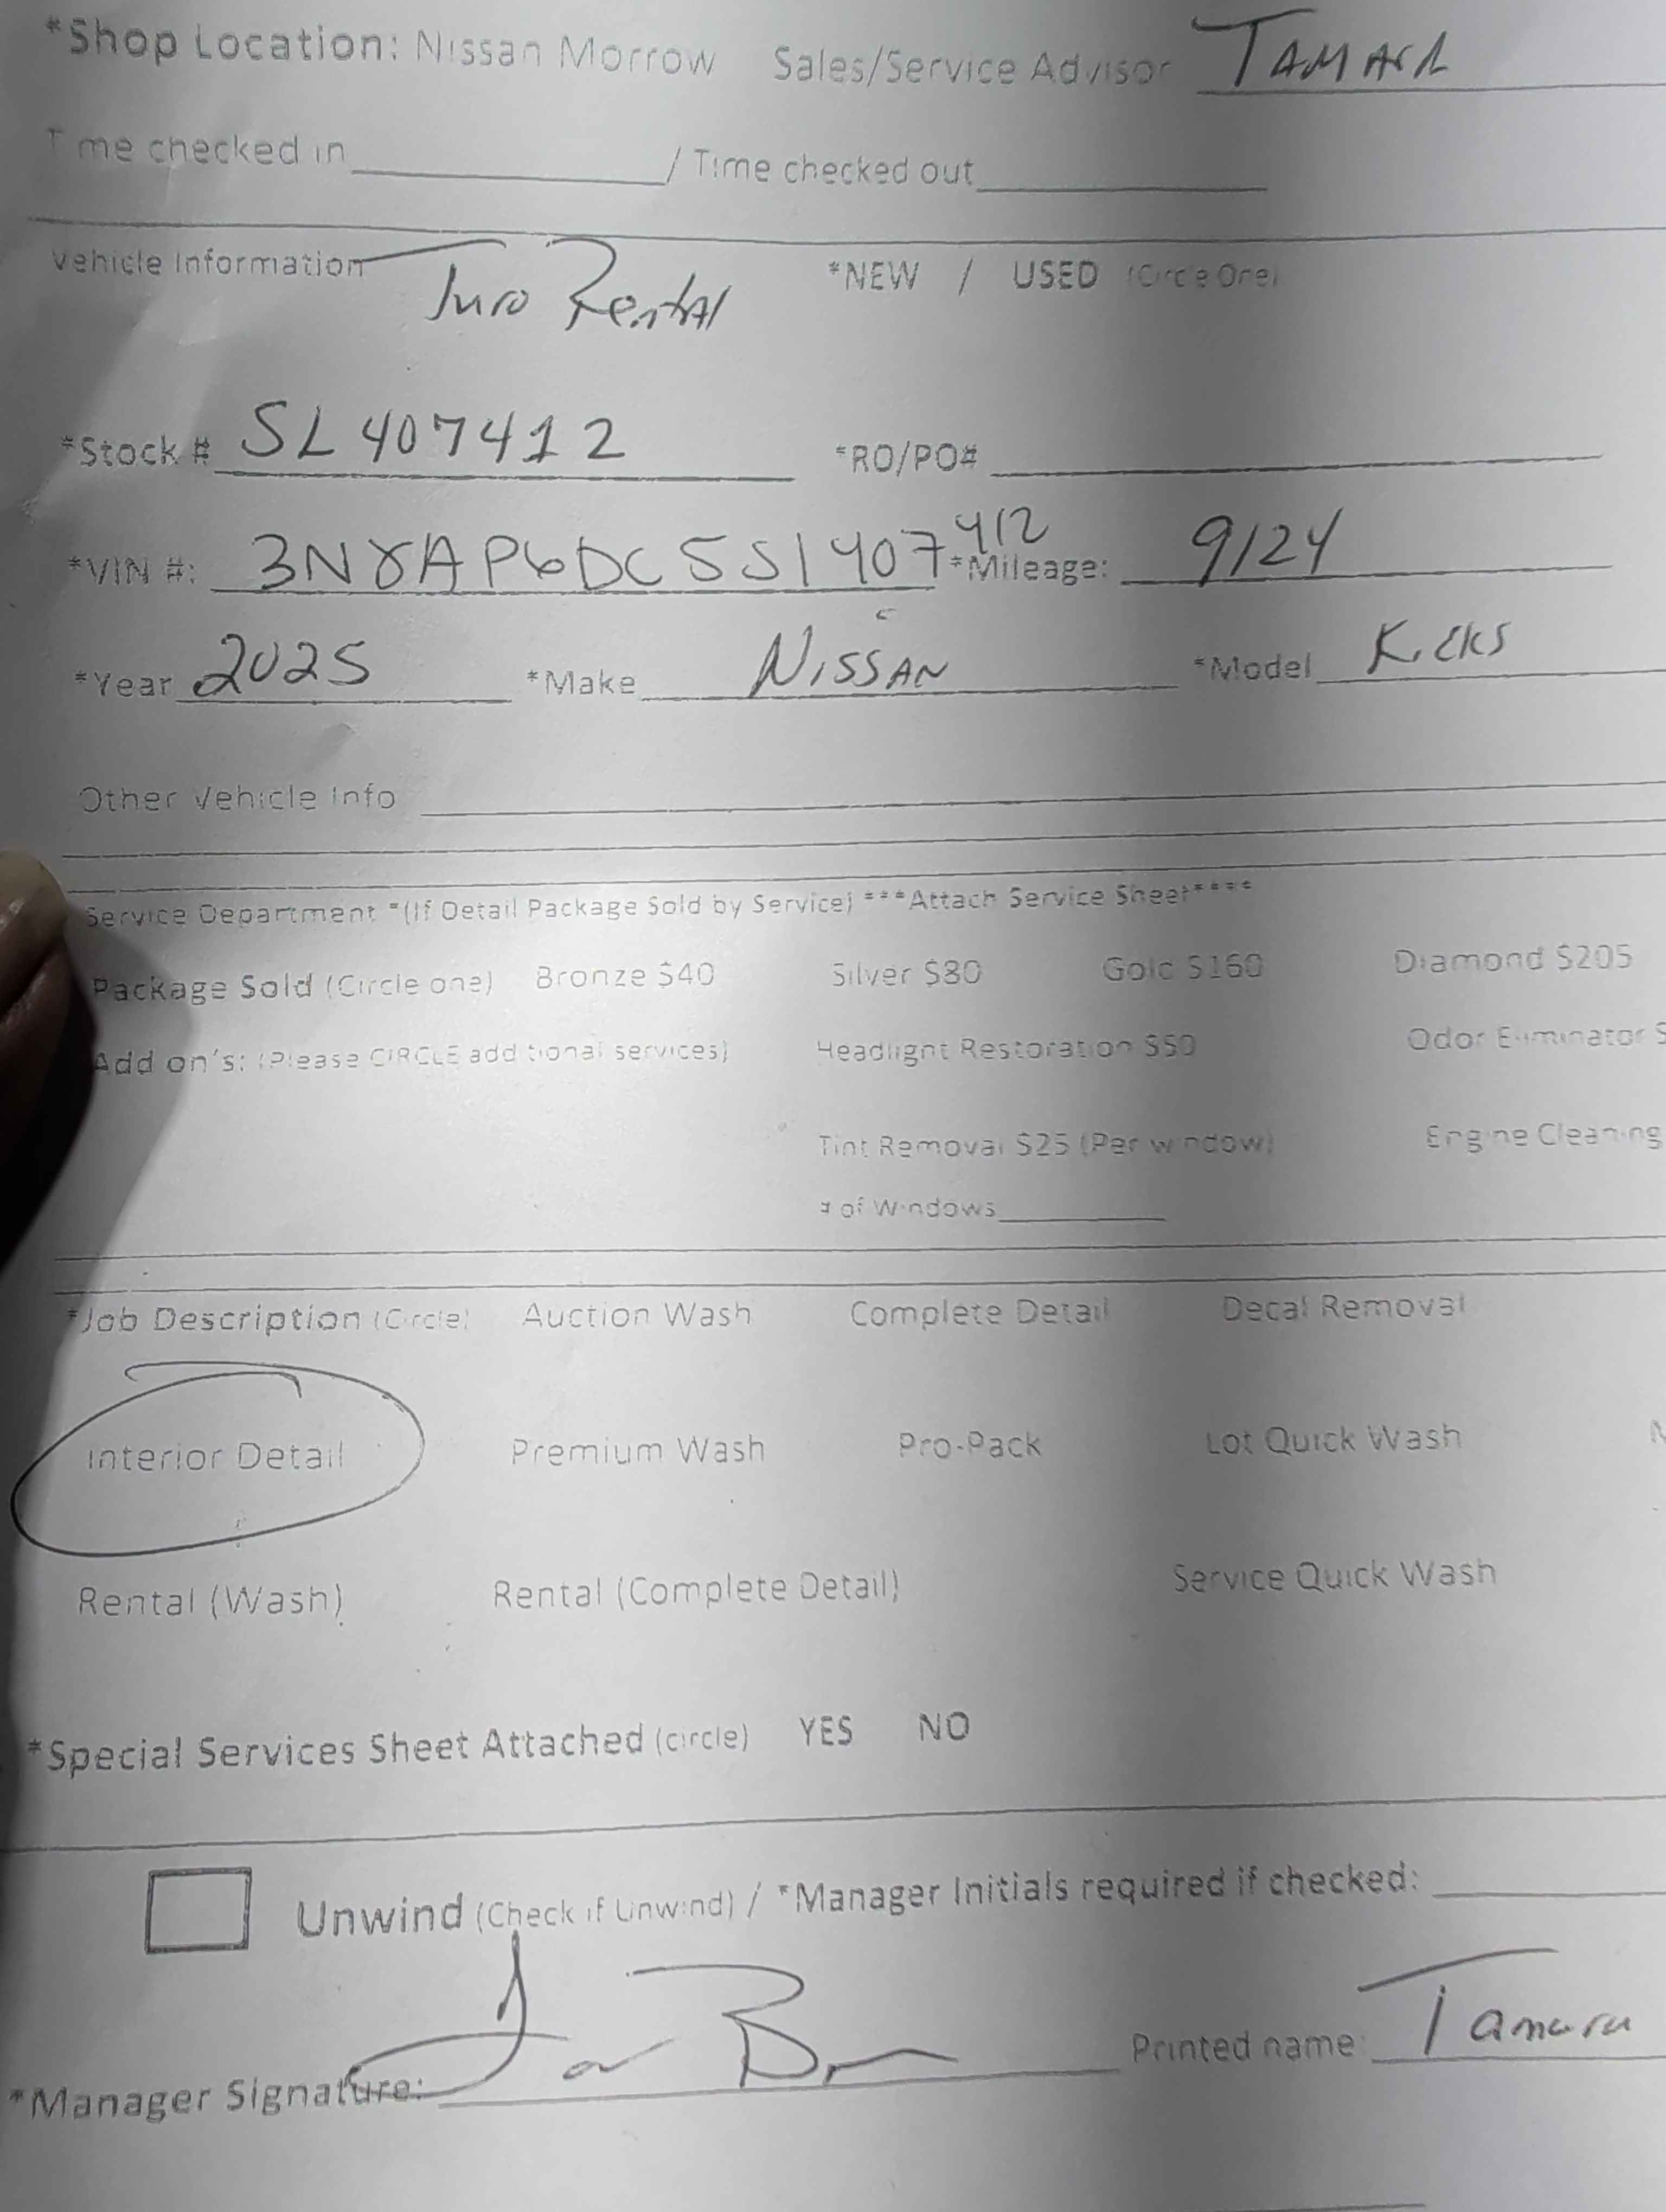 *Shop Location: Nissan Morrow Sales/Service Advisor TAMARA
Time checked in / Time checked out
Vehicle Information Turo Rental *NEW / USED (Circle One)
*Stock # SL407412 *RO/PO#
*VIN #: 3N8AP6DC5SL407412 *Mileage: 9124
*Year 2025 *Make NISSAN *Model KICKS
Other Vehicle Info
Service Department *(If Detail Package Sold by Service) ***Attach Service Sheet****
Package Sold (Circle one) Bronze $40 Silver $80 Gold $160 Diamond $205
Add on's: (Please CIRCLE additional services) Headlight Restoration $50 Odor Eliminator $
Tint Removal $25 (Per window) Engine Cleaning
# of Windows
*Job Description (Circle) Auction Wash Complete Detail Decal Removal
Interior Detail Premium Wash Pro-Pack Lot Quick Wash
Rental (Wash) Rental (Complete Detail) Service Quick Wash
*Special Services Sheet Attached (circle) YES NO
Unwind (Check if Unwind) / *Manager Initials required if checked:
*Manager Signature: Printed name: Tamara